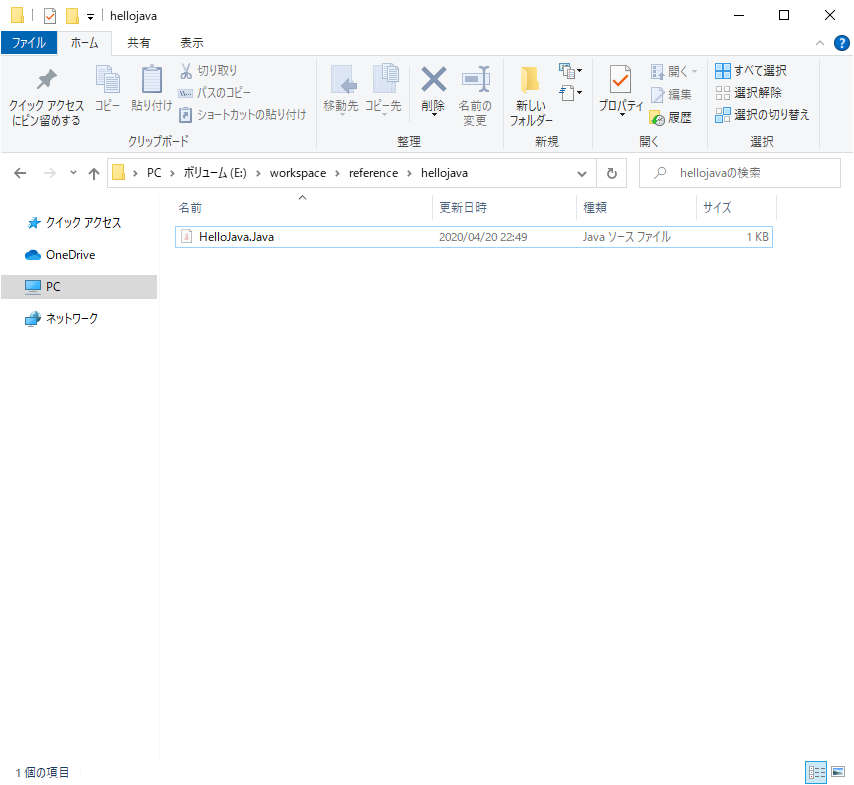 hellojava
ファイル ホーム 共有 表示
クイック アクセス
にピン留めする
コピー
貼り付け
切り取り
パスのコピー
ショートカットの貼り付け
クリップボード
移動先
コピー先
削除
名前の
変更
整理
新しい
フォルダー
新規
プロパティ
開く
編集
履歴
開く
すべて選択
選択解除
選択の切り替え
選択
PC ボリューム (E:) workspace reference hellojava
hellojavaの検索
クイック アクセス
OneDrive
PC
ネットワーク
名前 更新日時 種類 サイズ
HelloJava.Java 2020/04/20 22:49 Java ソース ファイル 1 KB
1 個の項目